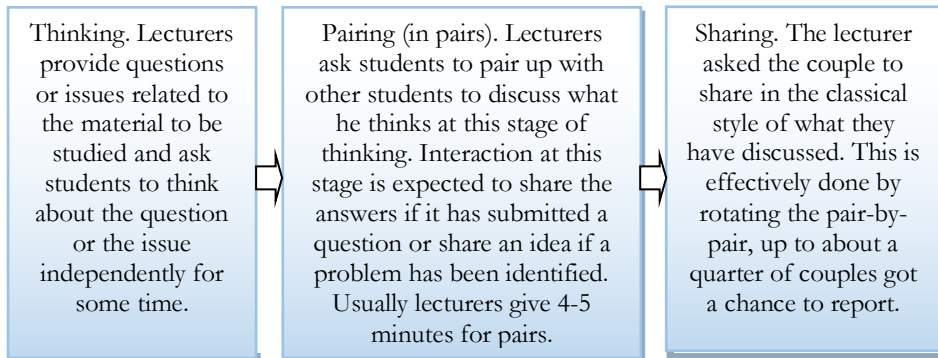 Thinking. Lecturers
provide questions
or issues related to
the material to be
studied and ask
students to think
about the question
or the issue
independently for
some time.
Pairing (in pairs). Lecturers
ask students to pair up with
other students to discuss what
he thinks at this stage of
thinking. Interaction at this
stage is expected to share the
answers if it has submitted a
question or share an idea if a
problem has been identified.
Usually lecturers give 4-5
minutes for pairs.
Sharing. The lecturer
asked the couple to
share in the classical
style of what they
have discussed. This is
effectively done by
rotating the pair-by-
pair, up to about a
quarter of couples got
a chance to report.